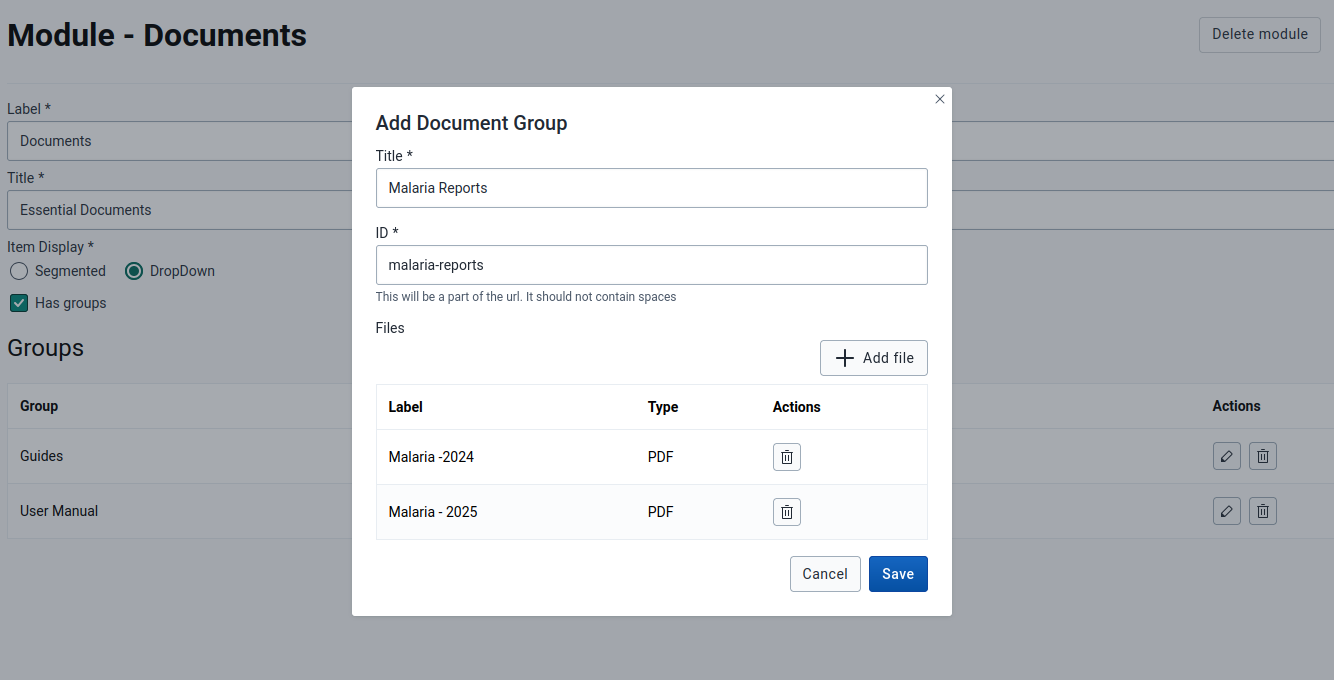 Module - Documents
Delete module
Label *
Documents
Title *
Essential Documents
Item Display *
Segmented DropDown
Has groups
Groups
Group Actions
Guides
User Manual
Add Document Group
Title *
Malaria Reports
ID *
malaria-reports
This will be a part of the url. It should not contain spaces
Files
Add file
Label Type Actions
Malaria -2024 PDF
Malaria - 2025 PDF
Cancel Save